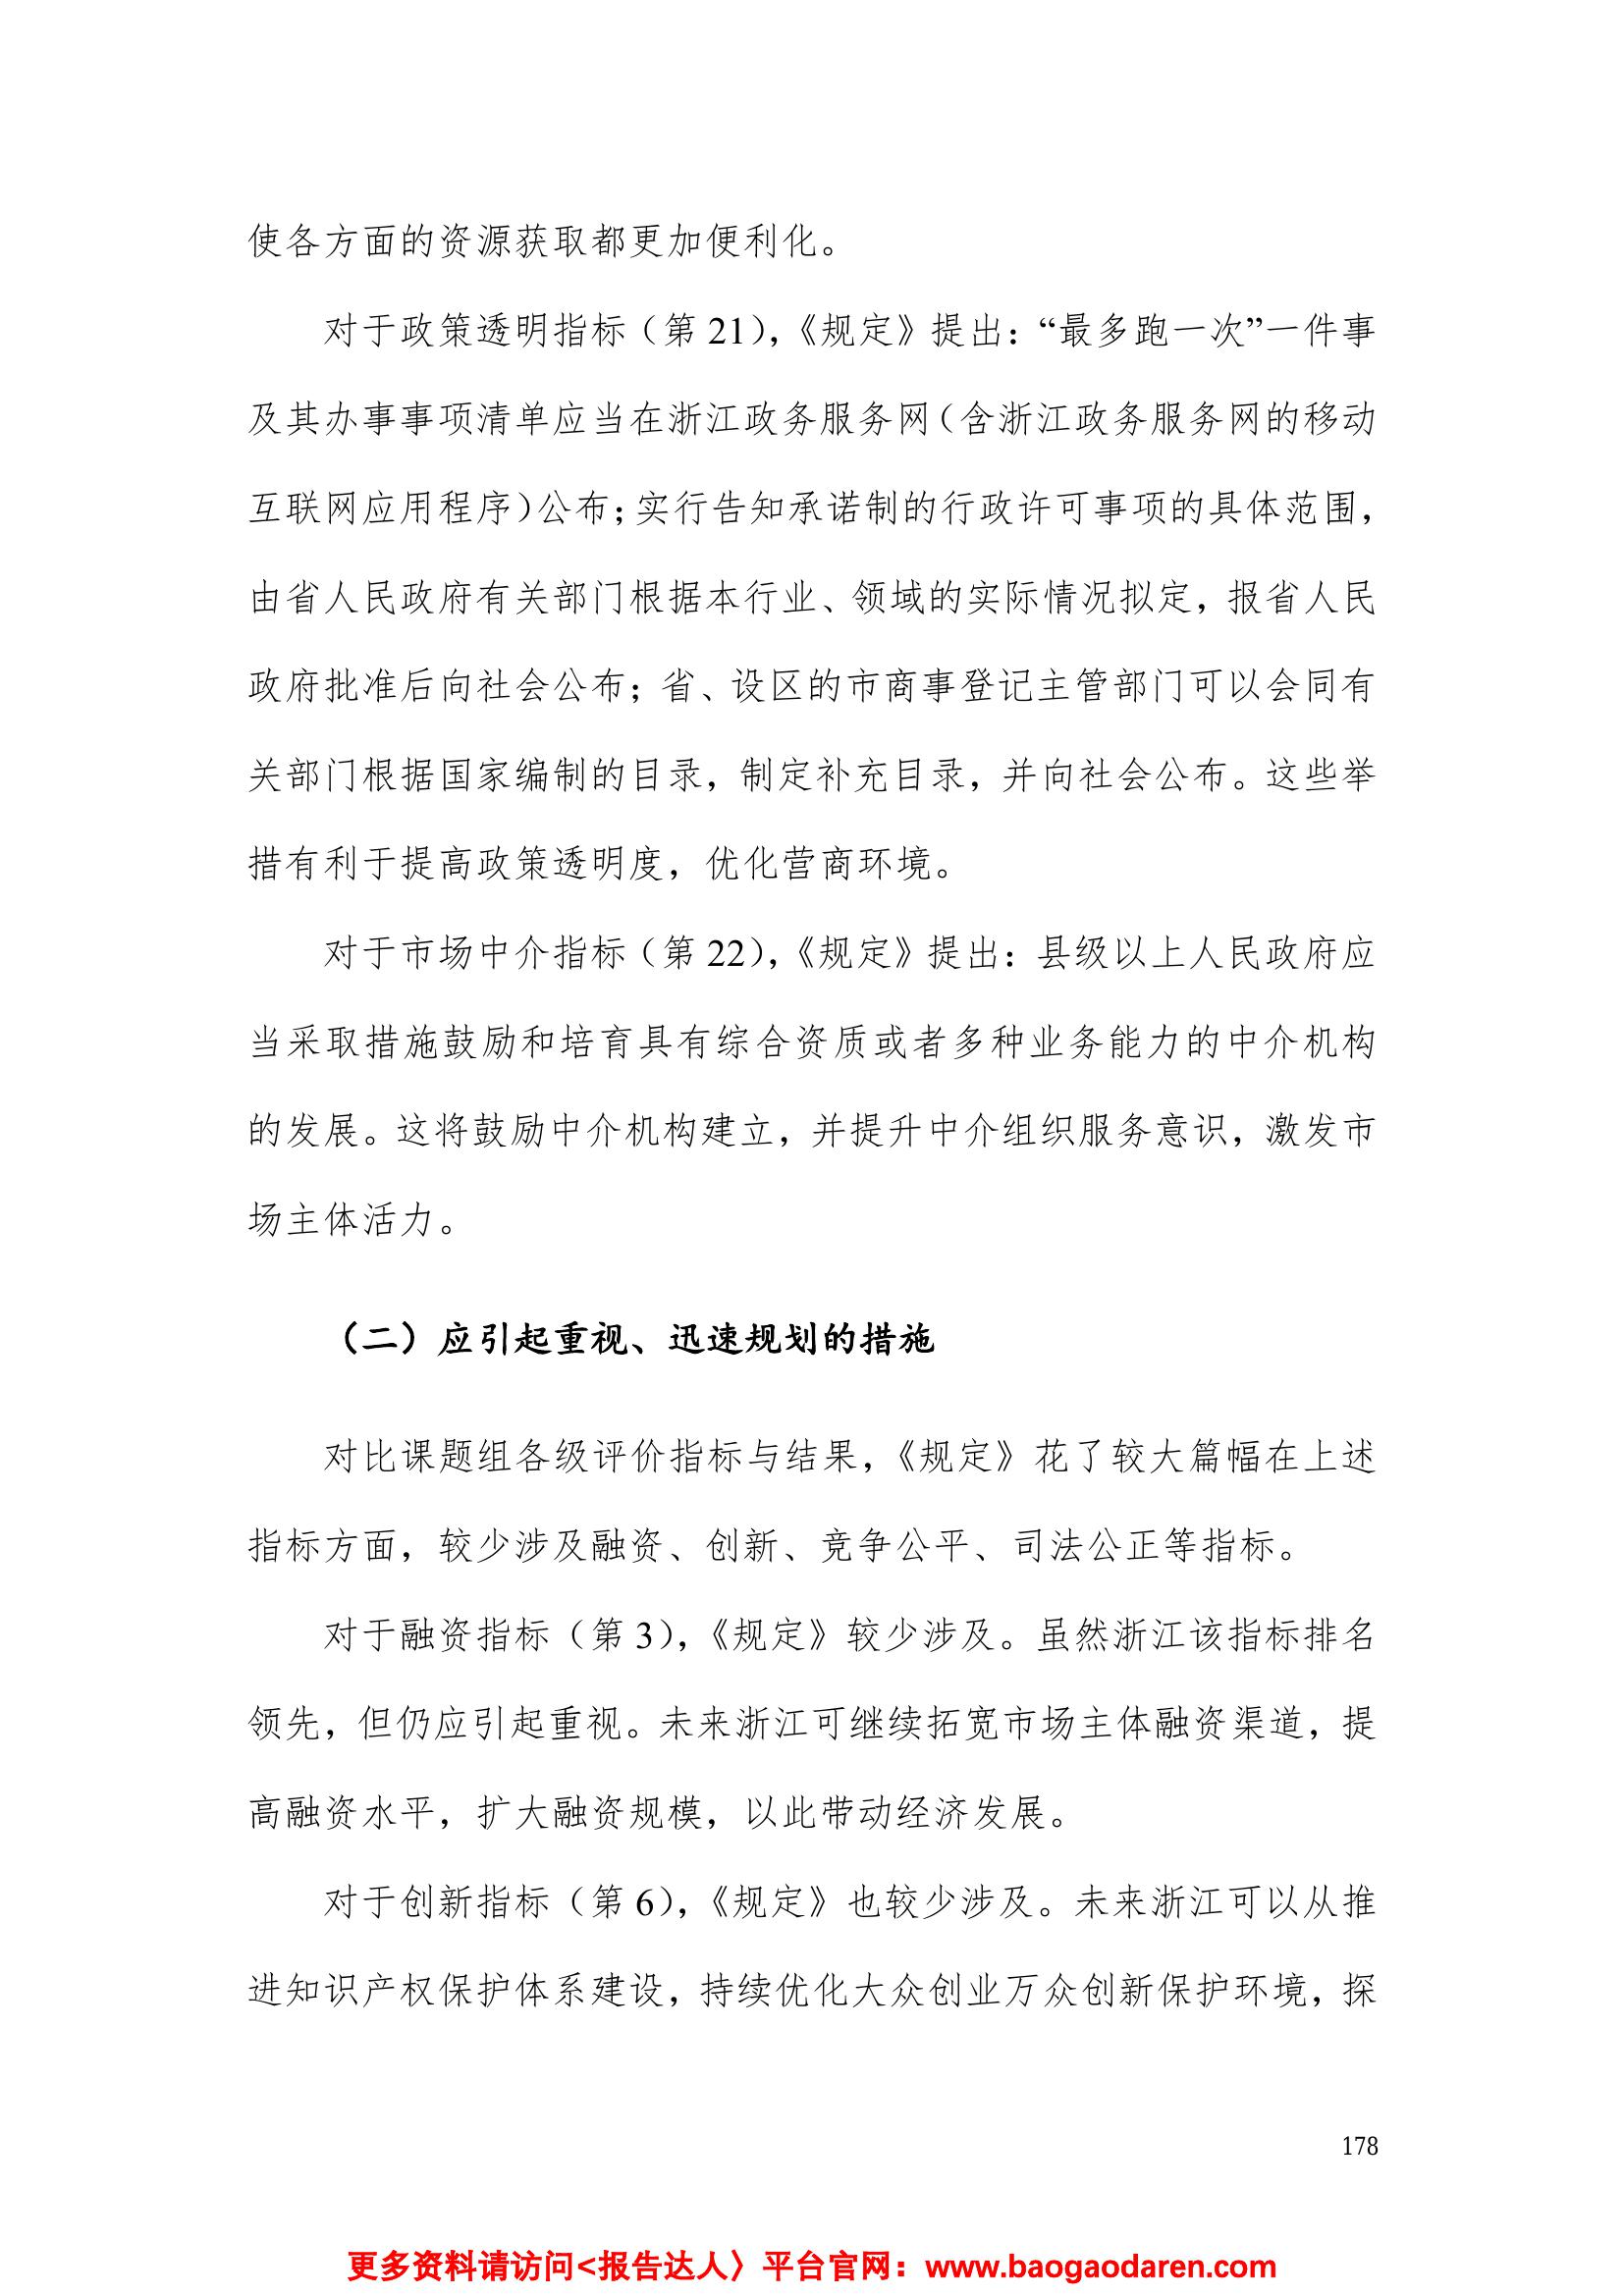 使各方面的资源获取都更加便利化。
对于政策透明指标（第 21），《规定》提出：“最多跑一次”一件事
及其办事事项清单应当在浙江政务服务网（含浙江政务服务网的移动
互联网应用程序）公布；实行告知承诺制的行政许可事项的具体范围，
由省人民政府有关部门根据本行业、领域的实际情况拟定，报省人民
政府批准后向社会公布；省、设区的市商事登记主管部门可以会同有
关部门根据国家编制的目录，制定补充目录，并向社会公布。这些举
措有利于提高政策透明度，优化营商环境。
对于市场中介指标（第 22），《规定》提出：县级以上人民政府应
当采取措施鼓励和培育具有综合资质或者多种业务能力的中介机构
的发展。这将鼓励中介机构建立，并提升中介组织服务意识，激发市
场主体活力。
（二）应引起重视、迅速规划的措施
对比课题组各级评价指标与结果，《规定》花了较大篇幅在上述
指标方面，较少涉及融资、创新、竞争公平、司法公正等指标。
对于融资指标（第 3），《规定》较少涉及。虽然浙江该指标排名
领先，但仍应引起重视。未来浙江可继续拓宽市场主体融资渠道，提
高融资水平，扩大融资规模，以此带动经济发展。
对于创新指标（第 6），《规定》也较少涉及。未来浙江可以从推
进知识产权保护体系建设，持续优化大众创业万众创新保护环境，探
178
更多资料请访问<报告达人〉平台官网：www.baogaodaren.com